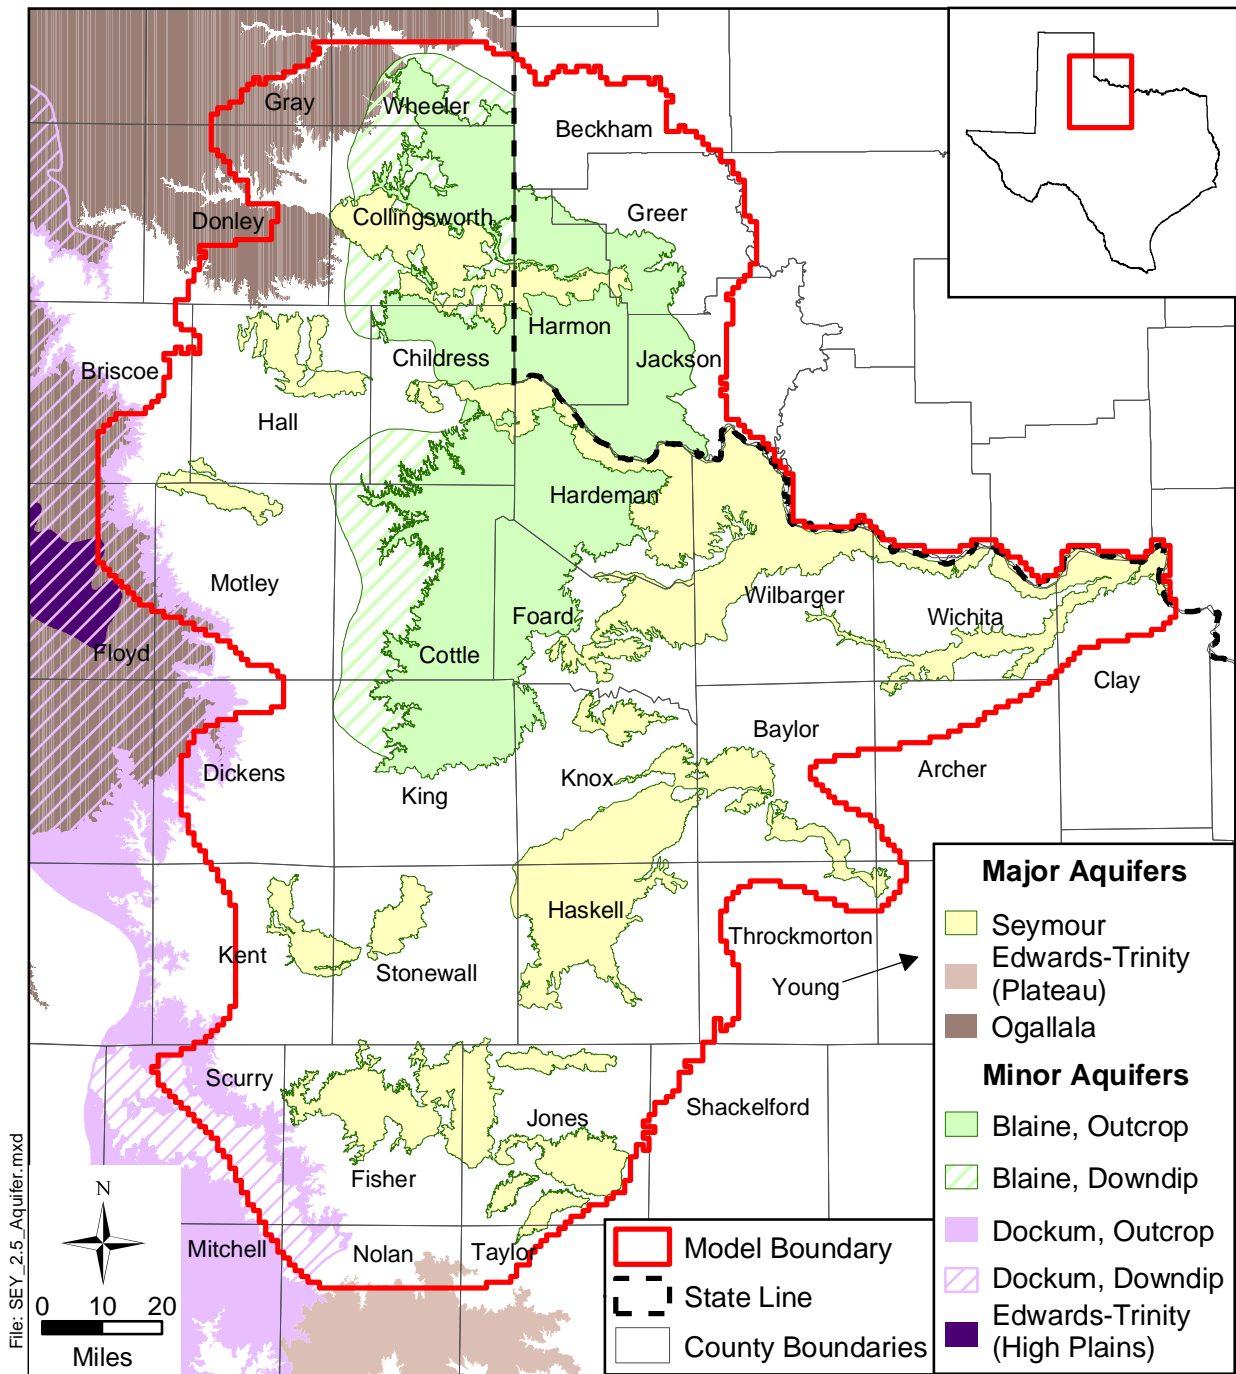 Gray
Wheeler
Beckham
Donley
Collingsworth
Greer
Harmon
Briscoe
Childress
Jackson
Hall
Hardeman
Motley
Wilbarger
Foard
Wichita
Floyd
Cottle
Clay
Baylor
Dickens
Knox
Archer
King
Haskell
Kent
Stonewall
Throckmorton
Young
Scurry
Jones
Shackelford
Fisher
Mitchell
Nolan
Taylor
Major Aquifers
Seymour
Edwards-Trinity
(Plateau)
Ogallala
Minor Aquifers
Blaine, Outcrop
Blaine, Downdip
Dockum, Outcrop
Dockum, Downdip
Edwards-Trinity
(High Plains)
Model Boundary
State Line
County Boundaries
N
0 10 20
Miles
File: SEY_2.5_Aquifer.mxd